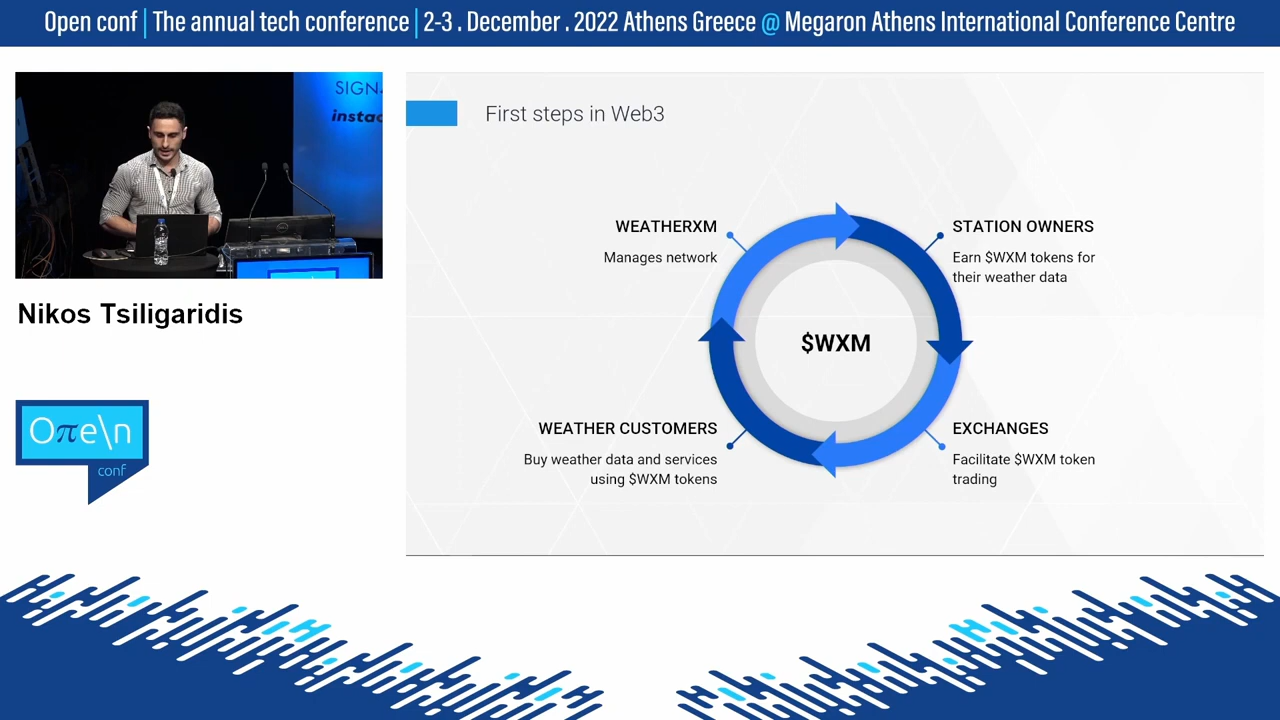 Open conf | The annual tech conference | 2-3 . December . 2022 Athens Greece @ Megaron Athens International Conference Centre
SIGN
insta
Nikos Tsiligaridis
Oπe\n
conf
First steps in Web3
WEATHERXM
Manages network
STATION OWNERS
Earn $WXM tokens for
their weather data
$WXM
WEATHER CUSTOMERS
Buy weather data and services
using $WXM tokens
EXCHANGES
Facilitate $WXM token
trading